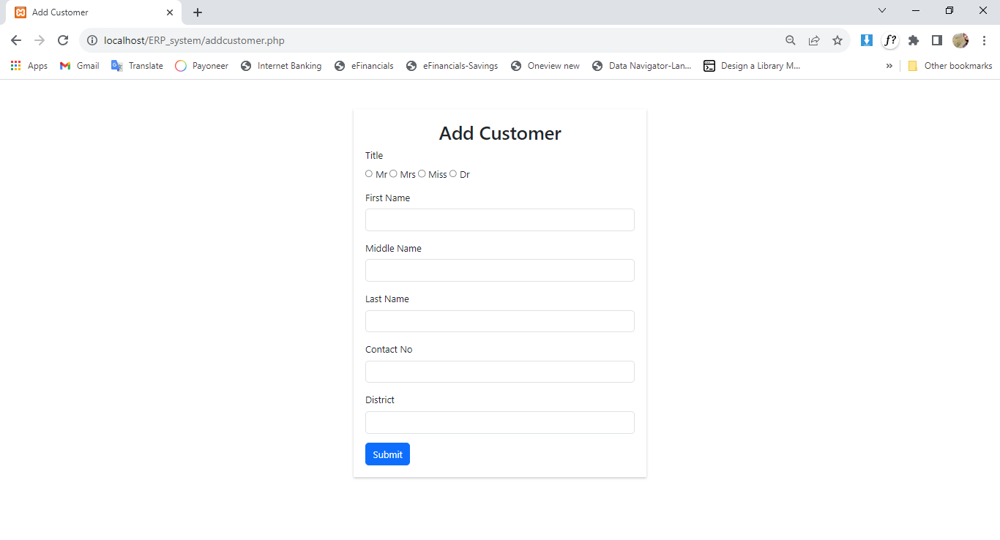 Add Customer
localhost/ERP_system/addcustomer.php
f?
Apps Gmail Translate Payoneer Internet Banking eFinancials eFinancials-Savings Oneview new Data Navigator-Lan... Design a Library M... » Other bookmarks
Add Customer
Title
Mr Mrs Miss Dr
First Name
Middle Name
Last Name
Contact No
District
Submit